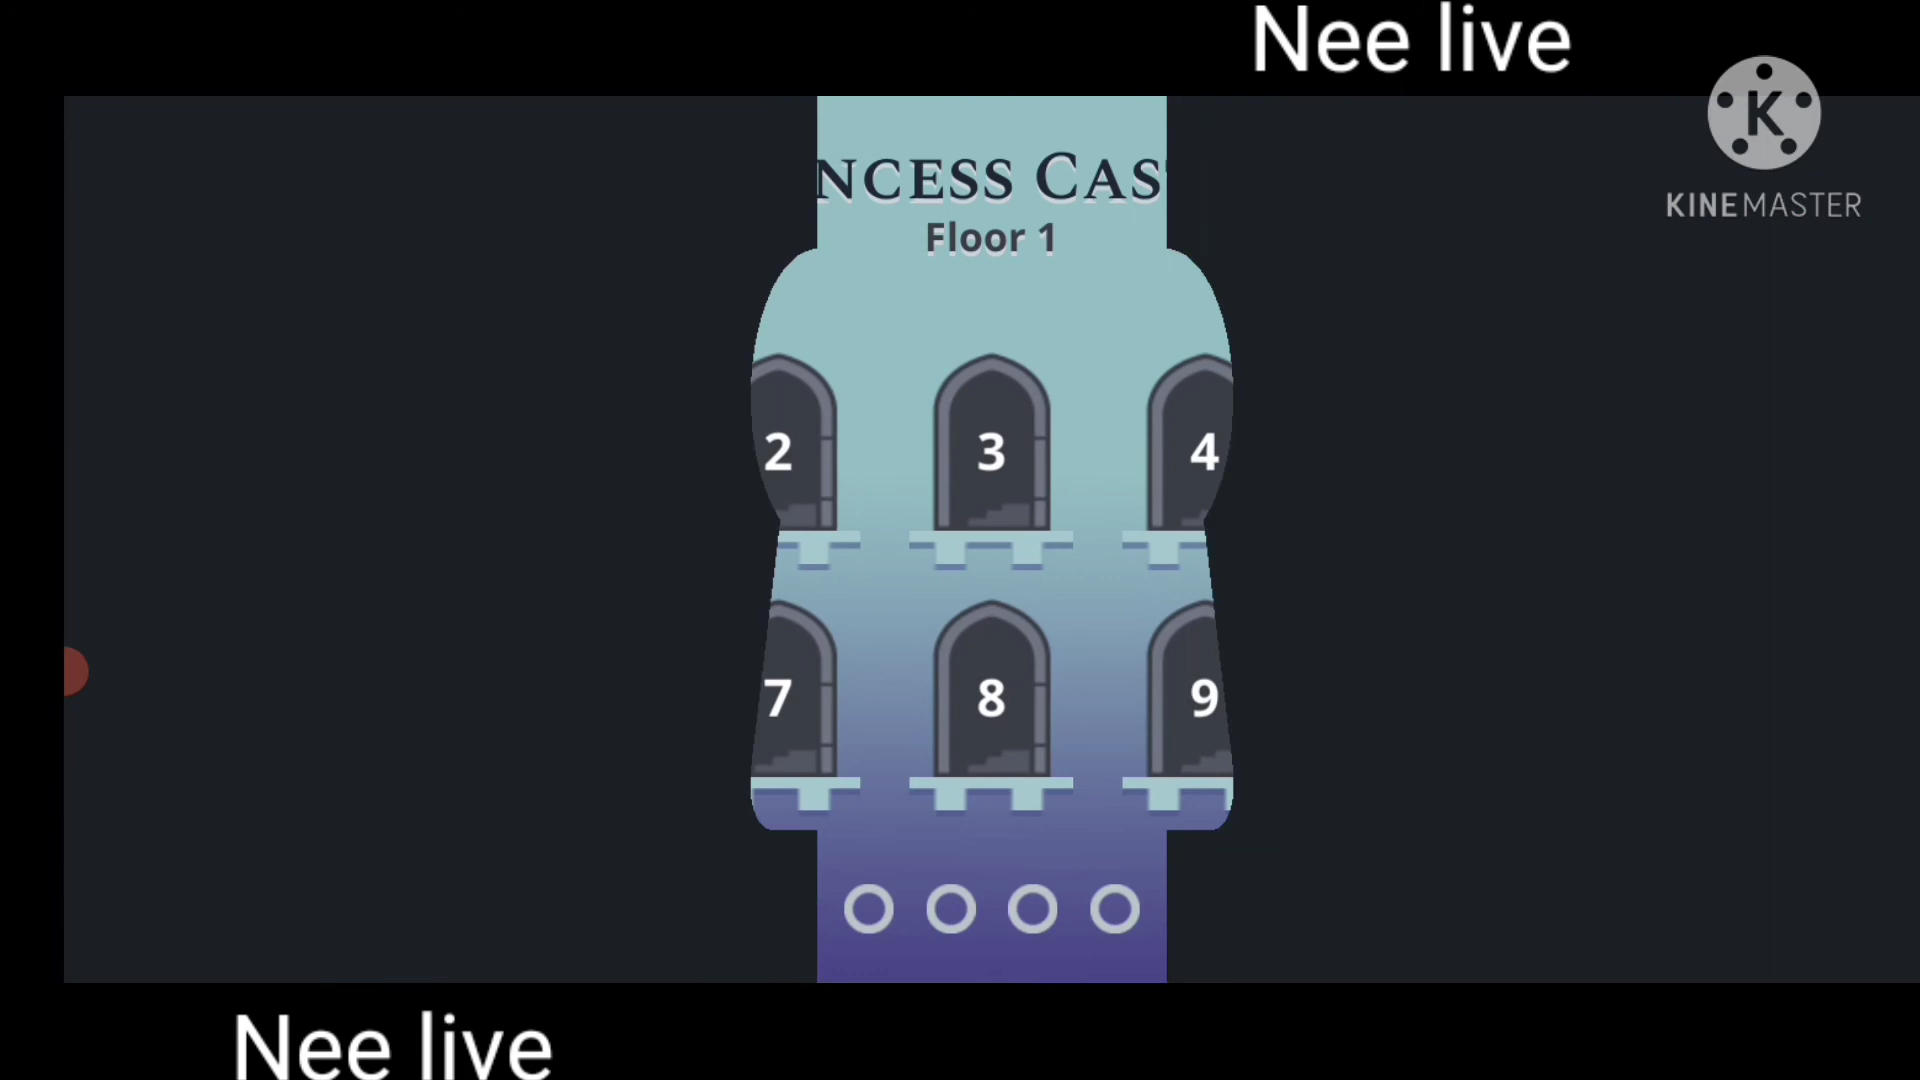 Nee live
K
KINEMASTER
NCESS CAS
Floor 1
2 3 4
7 8 9
Nee live